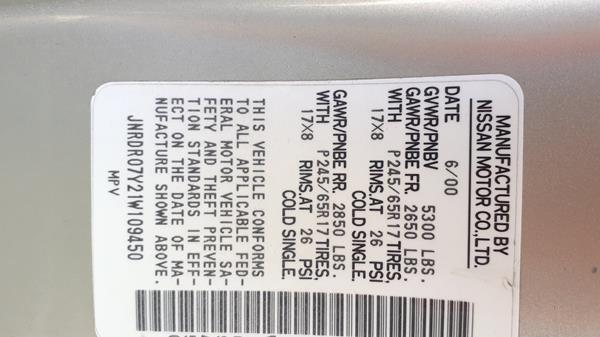 MANUFACTURED BY
NISSAN MOTOR CO.,LTD.
DATE 6/00
GVWR/PNBV 5300 LBS.
GAWR/PNBE FR. 2650 LBS.
WITH P245/65R17 TIRES,
17X8 RIMS,AT 26 PSI
COLD SINGLE.
GAWR/PNBE RR. 2850 LBS.
WITH P245/65R17 TIRES,
17X8 RIMS,AT 26 PSI
COLD SINGLE.
THIS VEHICLE CONFORMS
TO ALL APPLICABLE FED-
ERAL MOTOR VEHICLE SA-
FETY AND THEFT PREVEN-
TION STANDARDS IN EFF-
ECT ON THE DATE OF MA-
NUFACTURE SHOWN ABOVE.
JNRDR07Y21W109450
MPV